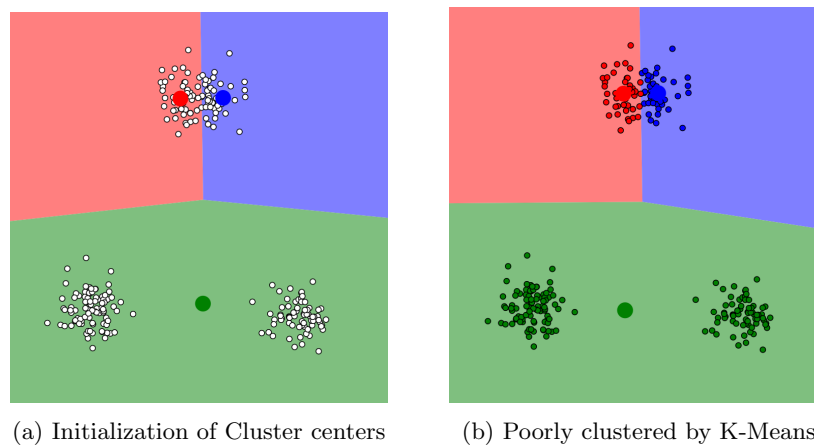 (a) Initialization of Cluster centers
(b) Poorly clustered by K-Means